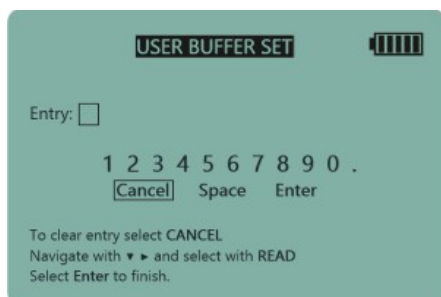 USER BUFFER SET
Entry:
1 2 3 4 5 6 7 8 9 0 .
Cancel Space Enter
To clear entry select CANCEL
Navigate with ▼ ► and select with READ
Select Enter to finish.